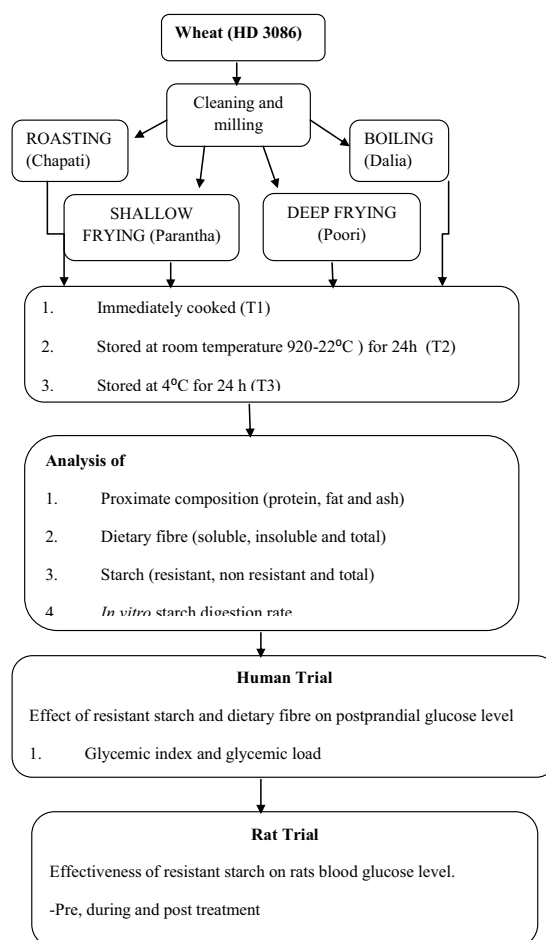 Wheat (HD 3086)
Cleaning and
milling
ROASTING
(Chapati)
BOILING
(Dalia)
SHALLOW
FRYING (Parantha)
DEEP FRYING
(Poori)
1. Immediately cooked (T1)
2. Stored at room temperature 920-22⁰C ) for 24h (T2)
3. Stored at 4⁰C for 24 h (T3)
Analysis of
1. Proximate composition (protein, fat and ash)
2. Dietary fibre (soluble, insoluble and total)
3. Starch (resistant, non resistant and total)
4 In vitro starch digestion rate
Human Trial
Effect of resistant starch and dietary fibre on postprandial glucose level
1. Glycemic index and glycemic load
Rat Trial
Effectiveness of resistant starch on rats blood glucose level.
-Pre, during and post treatment